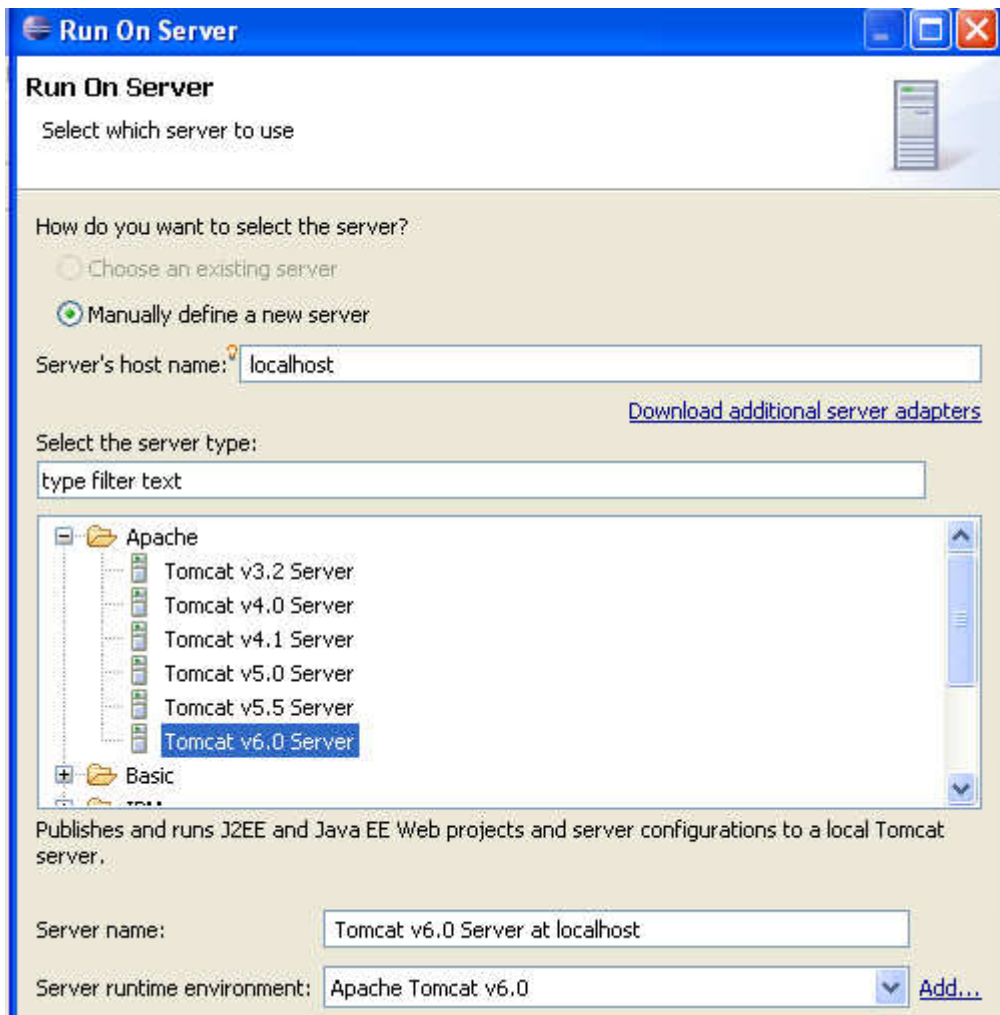 Run On Server
Run On Server
Select which server to use
How do you want to select the server?
Choose an existing server
Manually define a new server
Server's host name: localhost
Download additional server adapters
Select the server type:
type filter text
Apache
Tomcat v3.2 Server
Tomcat v4.0 Server
Tomcat v4.1 Server
Tomcat v5.0 Server
Tomcat v5.5 Server
Tomcat v6.0 Server
Basic
Publishes and runs J2EE and Java EE Web projects and server configurations to a local Tomcat
server.
Server name: Tomcat v6.0 Server at localhost
Server runtime environment: Apache Tomcat v6.0 Add...